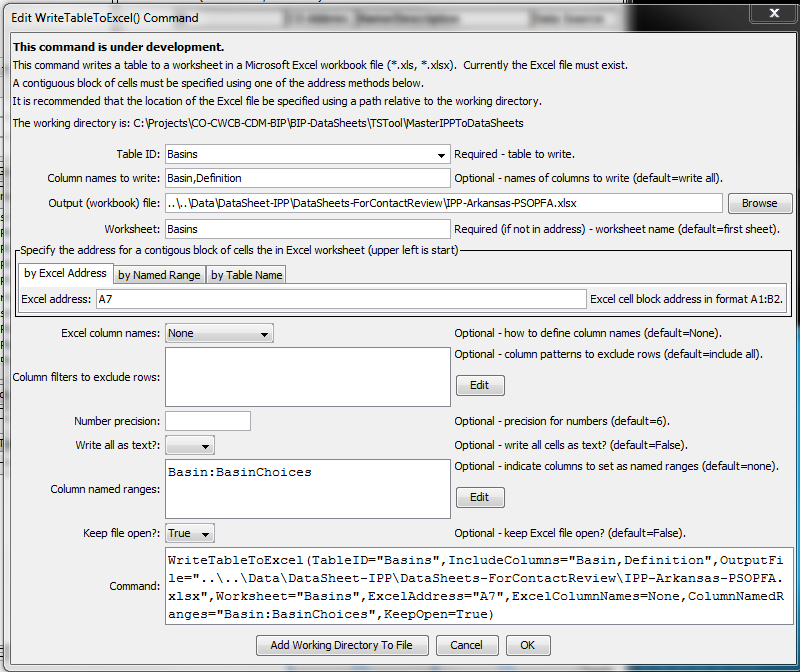 Edit WriteTableToExcel() Command
This command is under development.
This command writes a table to a worksheet in a Microsoft Excel workbook file (*.xls, *.xlsx).  Currently the Excel file must exist.
A contiguous block of cells must be specified using one of the address methods below.
It is recommended that the location of the Excel file be specified using a path relative to the working directory.
The working directory is: C:\Projects\CO-CWCB-CDM-BIP\BIP-DataSheets\TSTool\MasterIPPToDataSheets
Table ID: Basins Required - table to write.
Column names to write: Basin,Definition Optional - names of columns to write (default=write all).
Output (workbook) file: ..\..\Data\DataSheet-IPP\DataSheets-ForContactReview\IPP-Arkansas-PSOPFA.xlsx Browse
Worksheet: Basins Required (if not in address) - worksheet name (default=first sheet).
Specify the address for a contigous block of cells the in Excel worksheet (upper left is start)
by Excel Address by Named Range by Table Name
Excel address: A7 Excel cell block address in format A1:B2.
Excel column names: None Optional - how to define column names (default=None).
Column filters to exclude rows: Optional - column patterns to exclude rows (default=include all).
Edit
Number precision: Optional - precision for numbers (default=6).
Write all as text?: Optional - write all cells as text? (default=False).
Column named ranges: Basin:BasinChoices Optional - indicate columns to set as named ranges (default=none).
Edit
Keep file open?: True Optional - keep Excel file open? (default=False).
Command: WriteTableToExcel(TableID="Basins",IncludeColumns="Basin,Definition",OutputFi
le="..\..\Data\DataSheet-IPP\DataSheets-ForContactReview\IPP-Arkansas-PSOPFA.
xlsx",Worksheet="Basins",ExcelAddress="A7",ExcelColumnNames=None,ColumnNamedR
anges="Basin:BasinChoices",KeepOpen=True)
Add Working Directory To File Cancel OK